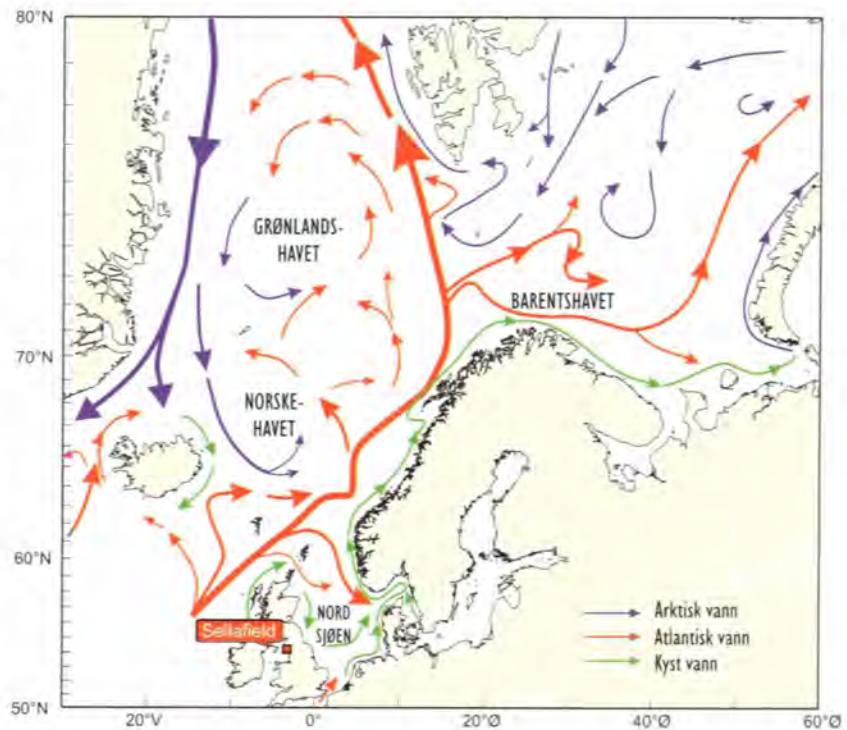 80°N
GRØNLANDS-
HAVET
BARENTSHAVET
70°N
NORSKE-
HAVET
60°N
NORD
SJØEN
Sellafield
Arktisk vann
Atlantisk vann
Kyst vann
50°N
20°V
0°
20°Ø
40°Ø
60°Ø